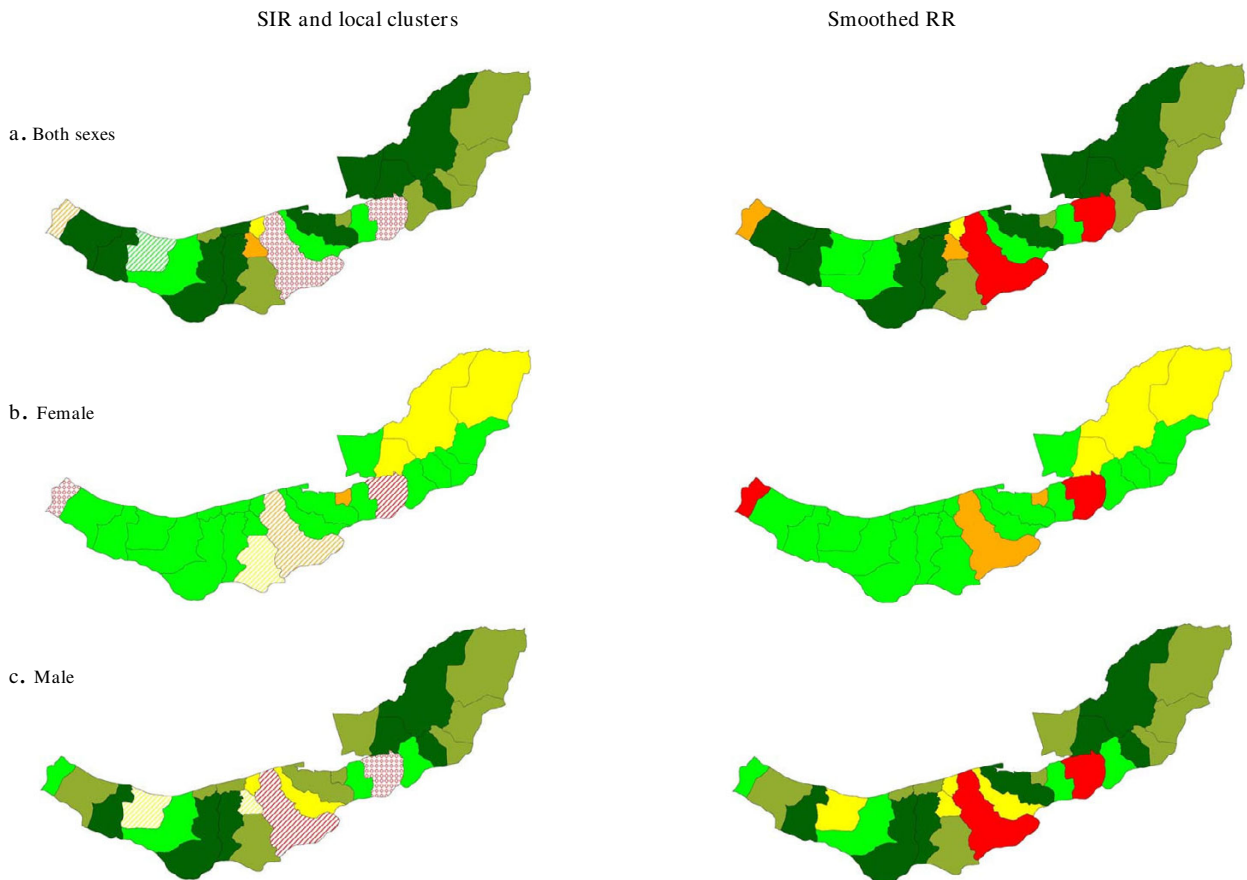 SIR and local clusters
Smoothed RR
a. Both sexes
b. Female
c. Male